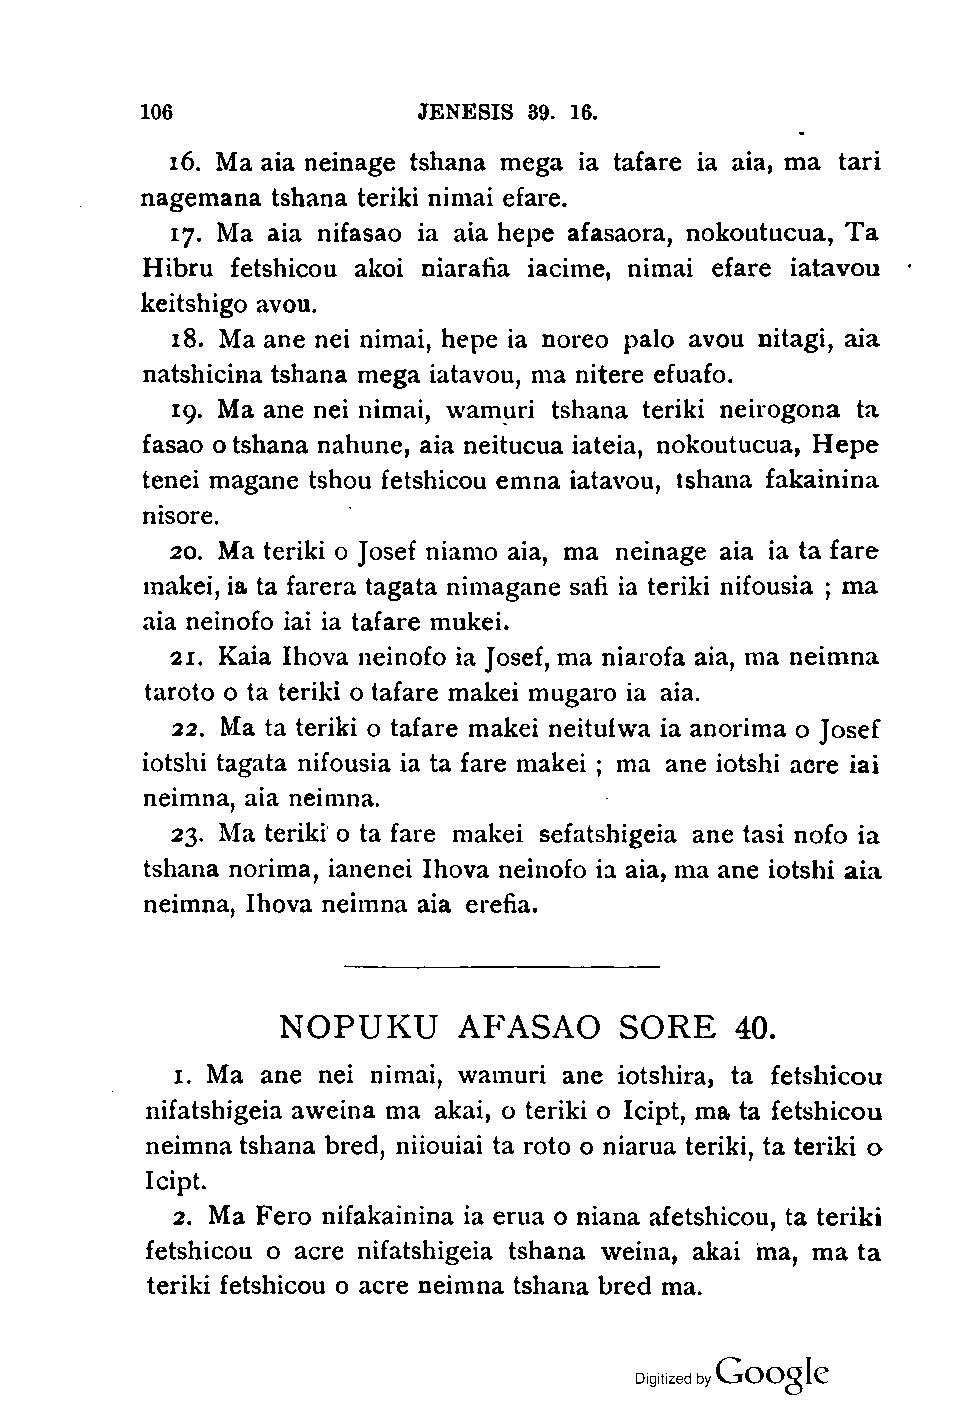 106 JENESIS 39. 16.
16. Ma aia neinage tshana mega ia tafare ia aia, ma tari
nagemana tshana teriki nimai efare.
17. Ma aia nifasao ia aia hepe afasaora, nokoutucua, Ta
Hibru fetshicou akoi niarafia iacime, nimai efare iatavou
keitshigo avou.
18. Ma ane nei nimai, hepe ia noreo palo avou nitagi, aia
natshicina tshana mega iatavou, ma nitere efuafo.
19. Ma ane nei nimai, wamuri tshana teriki neirogona ta
fasao o tshana nahune, aia neitucua iateia, nokoutucua, Hepe
tenei magane tshou fetshicou emna iatavou, tshana fakainina
nisore.
20. Ma teriki o Josef niamo aia, ma neinage aia ia ta fare
makei, ia ta farera tagata nimagane safi ia teriki nifousia ; ma
aia neinofo iai ia tafare mukei.
21. Kaia Ihova neinofo ia Josef, ma niarofa aia, ma neimna
taroto o ta teriki o tafare makei mugaro ia aia.
22. Ma ta teriki o tafare makei neitufwa ia anorima o Josef
iotshi tagata nifousia ia ta fare makei ; ma ane iotshi acre iai
neimna, aia neimna.
23. Ma teriki o ta fare makei sefatshigeia ane tasi nofo ia
tshana norima, ianenei Ihova neinofo ia aia, ma ane iotshi aia
neimna, Ihova neimna aia erefia.
NOPUKU AFASAO SORE 40.
1. Ma ane nei nimai, wamuri ane iotshira, ta fetshicou
nifatshigeia aweina ma akai, o teriki o Icipt, ma ta fetshicou
neimna tshana bred, niiouiai ta roto o niarua teriki, ta teriki o
Icipt.
2. Ma Fero nifakainina ia erua o niana afetshicou, ta teriki
fetshicou o acre nifatshigeia tshana weina, akai ma, ma ta
teriki fetshicou o acre neimna tshana bred ma.
Digitized by Google